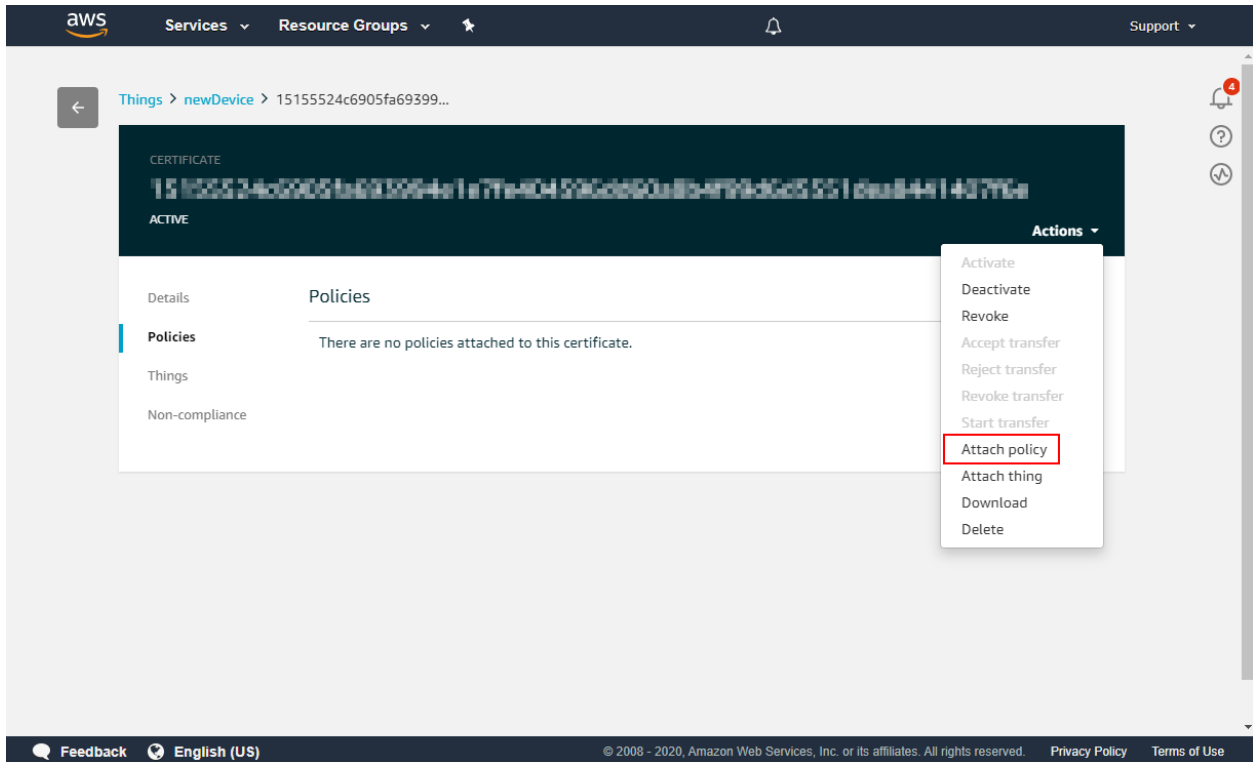 aws Services Resource Groups Support
Things > newDevice > 15155524c6905fa69399...
4
CERTIFICATE
ACTIVE
Actions
Activate
Details
Policies
Deactivate
Revoke
Policies
There are no policies attached to this certificate.
Accept transfer
Things
Reject transfer
Revoke transfer
Non-compliance
Start transfer
Attach policy
Attach thing
Download
Delete
Feedback English (US) © 2008 - 2020, Amazon Web Services, Inc. or its affiliates. All rights reserved. Privacy Policy Terms of Use